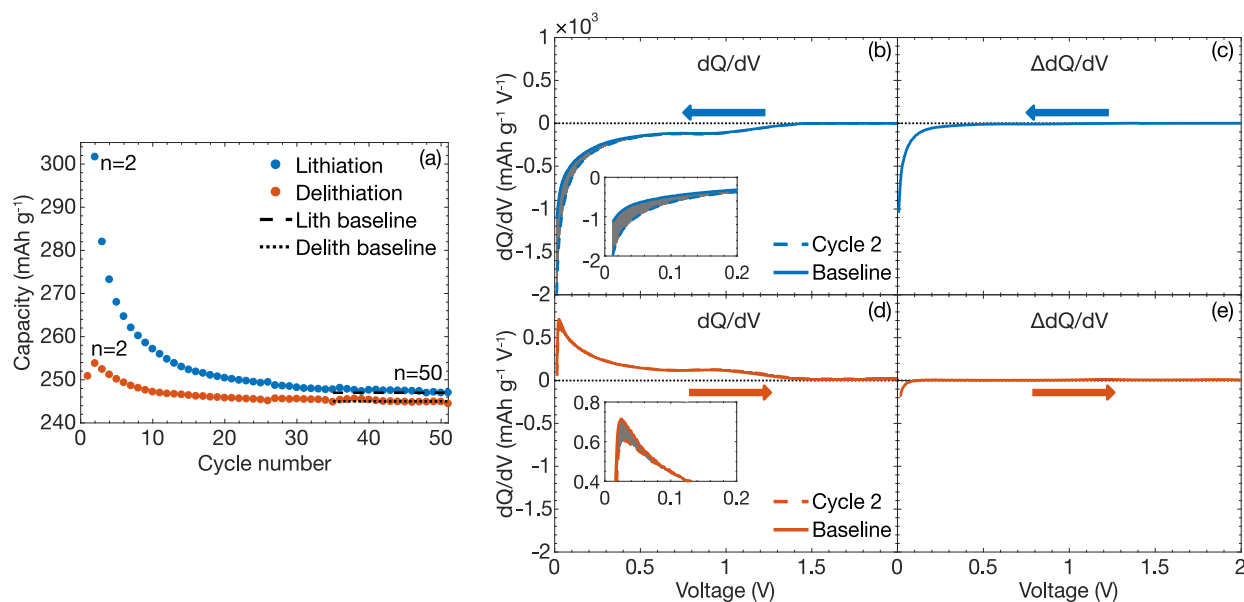 (a)
Lithiation
Delithiation
Lith baseline
Delith baseline
n=2
n=2
n=50
300
290
280
270
260
250
240
0
10
20
30
40
50
Capacity (mAh g⁻¹)
Cycle number
×10³
(b)
dQ/dV
1
0.5
0
−0.5
−1
−1.5
−2
dQ/dV (mAh g⁻¹ V⁻¹)
0
-1
-2
0
0.1
0.2
Cycle 2
Baseline
(c)
ΔdQ/dV
(d)
dQ/dV
0.5
0
−0.5
−1
−1.5
−2
dQ/dV (mAh g⁻¹ V⁻¹)
0.8
0.6
0.4
0
0.1
0.2
Cycle 2
Baseline
0
0.5
1
1.5
Voltage (V)
(e)
ΔdQ/dV
0
0.5
1
1.5
2
Voltage (V)